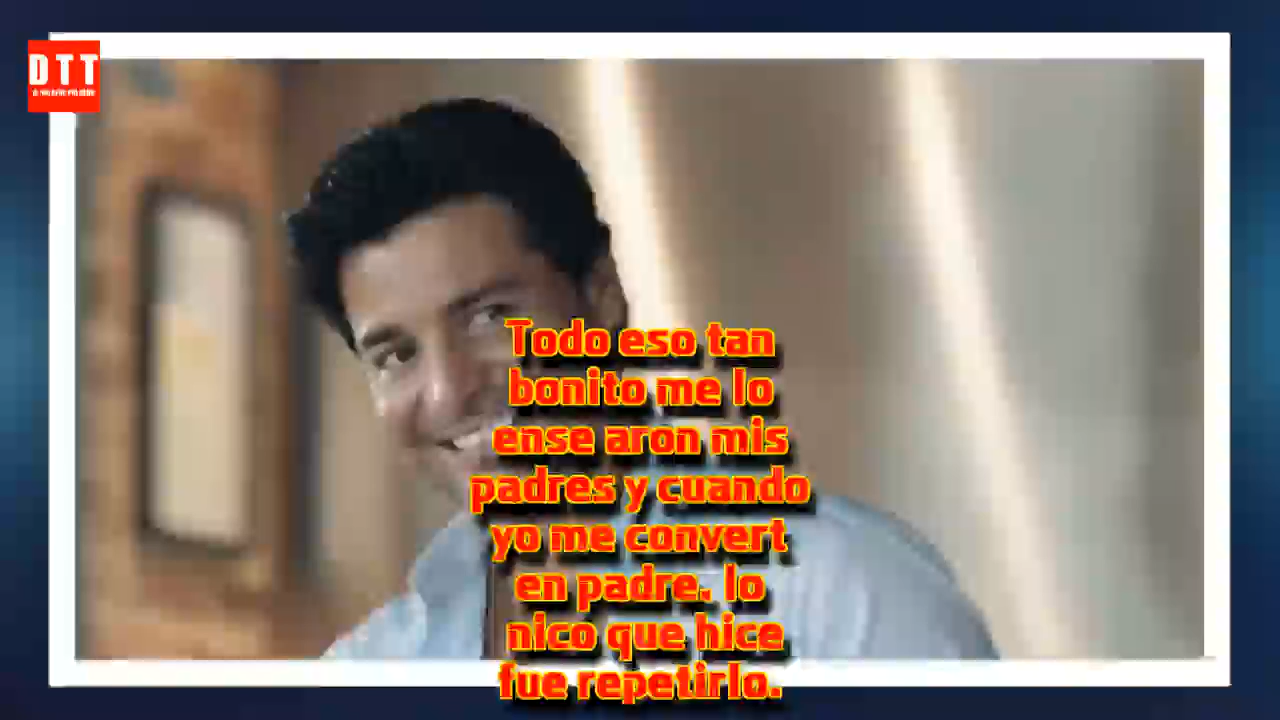 DTT
Todo eso tan
bonito me lo
ense aron mis
padres y cuando
yo me convert
en padre, lo
nico que hice
fue repetirlo.